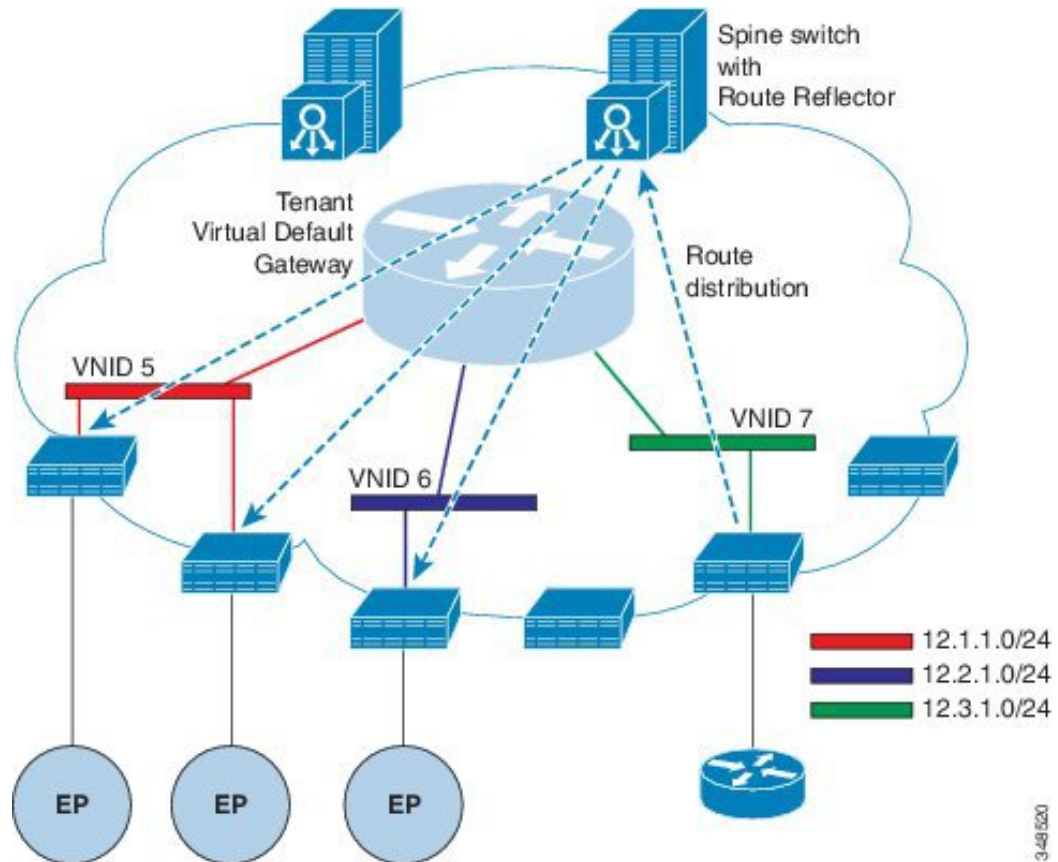 Spine switch
with
Route Reflector
Tenant
Virtual Default
Gateway
Route
distribution
VNID 5
VNID 7
VNID 6
12.1.1.0/24
12.2.1.0/24
12.3.1.0/24
EP
EP
EP
348520